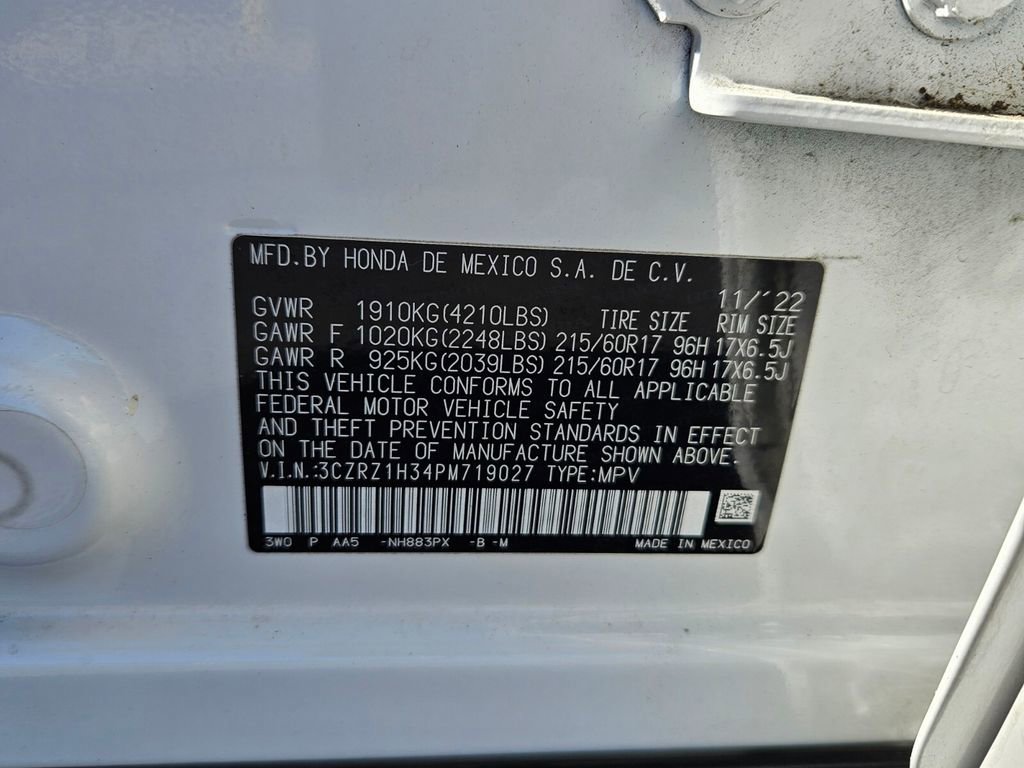 MFD.BY HONDA DE MEXICO S.A. DE C.V.
11/'22
GVWR 1910KG(4210LBS) TIRE SIZE RIM SIZE
GAWR F 1020KG(2248LBS) 215/60R17 96H 17X6.5J
GAWR R 925KG(2039LBS) 215/60R17 96H 17X6.5J
THIS VEHICLE CONFORMS TO ALL APPLICABLE
FEDERAL MOTOR VEHICLE SAFETY
AND THEFT PREVENTION STANDARDS IN EFFECT
ON THE DATE OF MANUFACTURE SHOWN ABOVE.
V.I.N.:3CZRZ1H34PM719027 TYPE:MPV
3W0 P AA5 -NH883PX -B -M MADE IN MEXICO